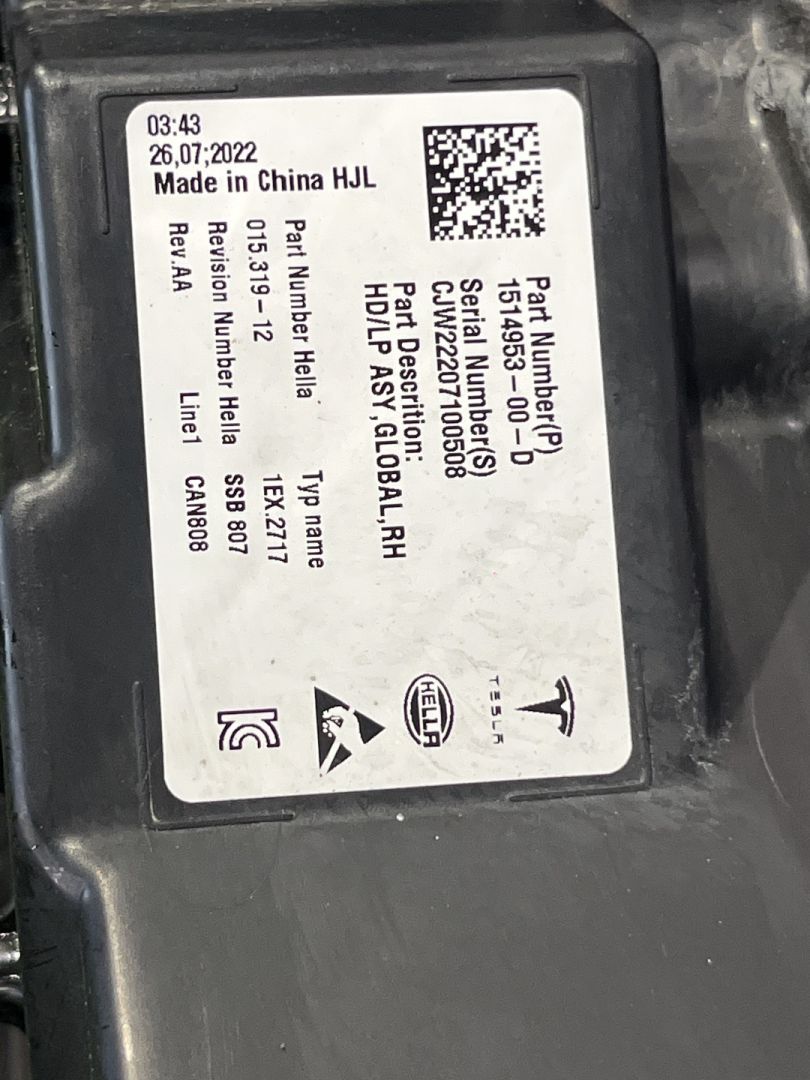 03:43
26,07;2022
Made in China HJL
Part Number(P)
1514953-00-D
Serial Number(S)
CJW22207100508
Part Descrition:
HD/LP ASY,GLOBAL,RH
Part Number Hella Typ name
015.319-12 1EX.2717
Revision Number Hella SSB 807
Rev.AA Line1 CAN808
TESLA
HELLA